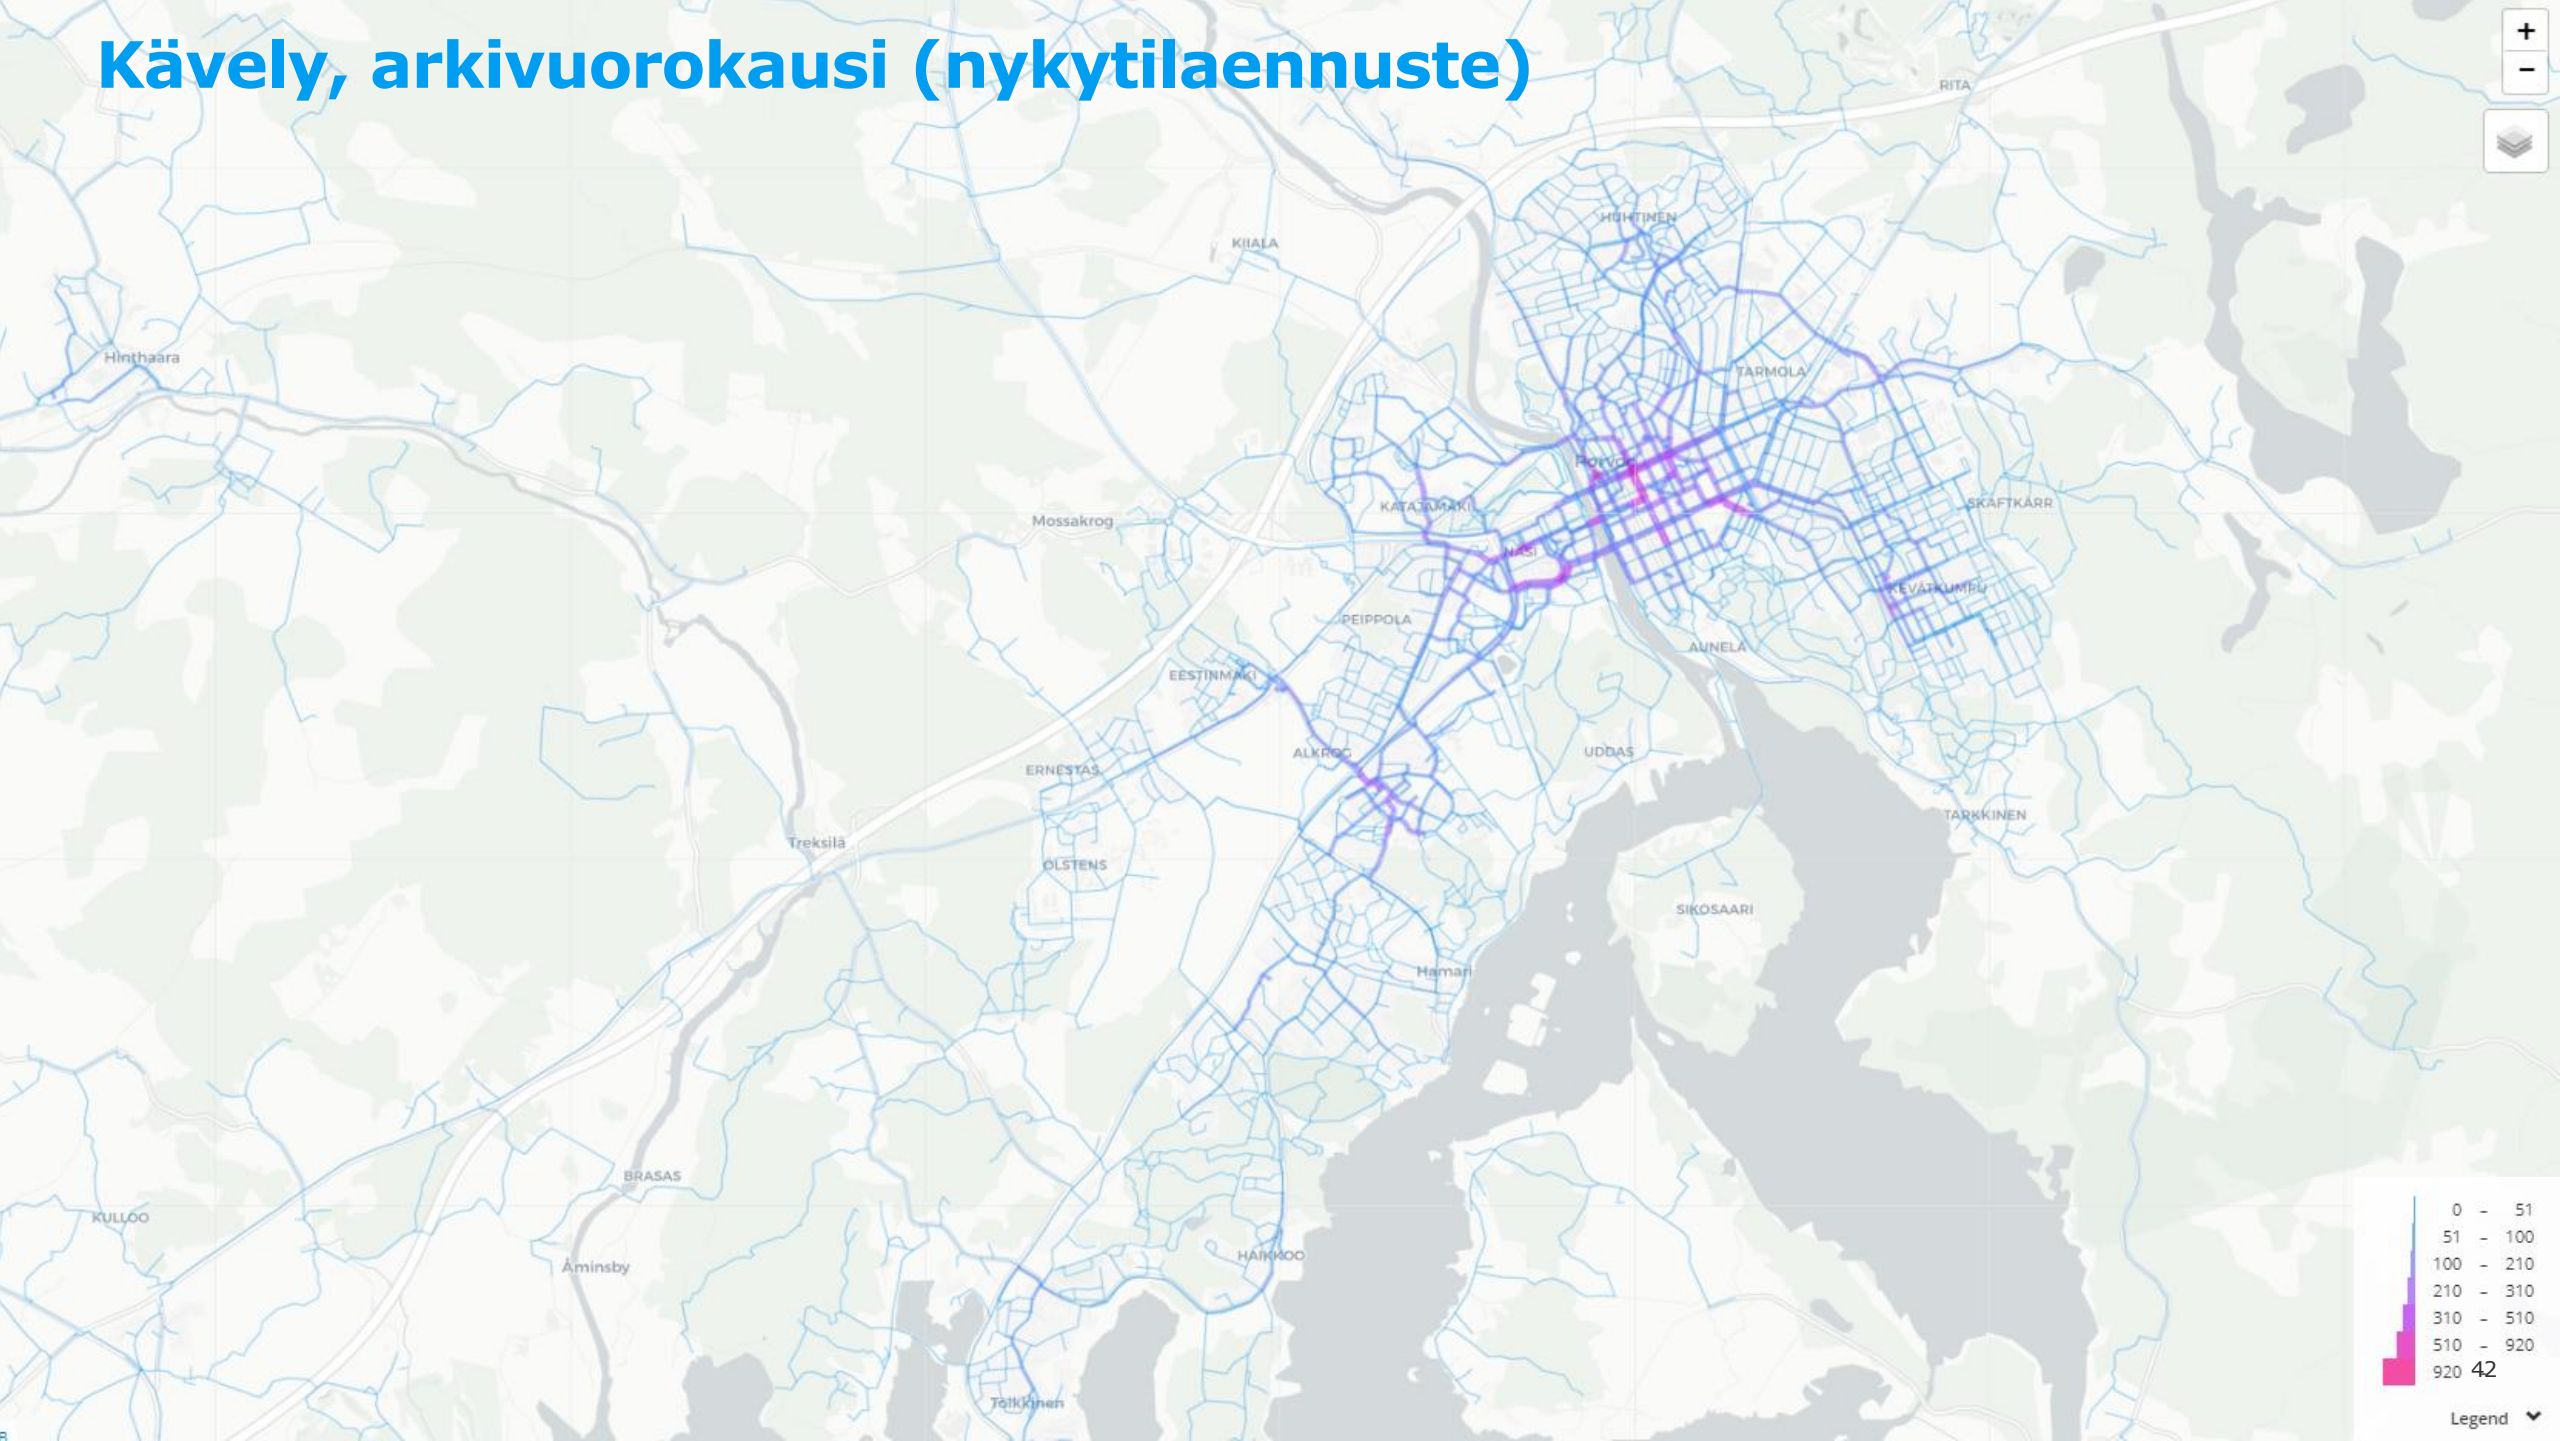 Kävely, arkivuorokausi (nykytilaennuste)
+
−
RITA
HUHTINEN
KIIALA
Hinthaara
TARMOLA
Porvoo
KATAJAMÄKI
SKAFTKÄRR
Mossakrog
NÄSI
KEVÄTKUMPU
PEIPPOLA
AUNELA
EESTINMÄKI
ALKROG
UDDAS
ERNESTAS
TARKKINEN
Treksilä
OLSTENS
SIKOSAARI
Hamari
BRASAS
KULLOO
HAIKKOO
Åminsby
Tolkkinen
0 – 51
51 – 100
100 – 210
210 – 310
310 – 510
510 – 920
920
42
Legend